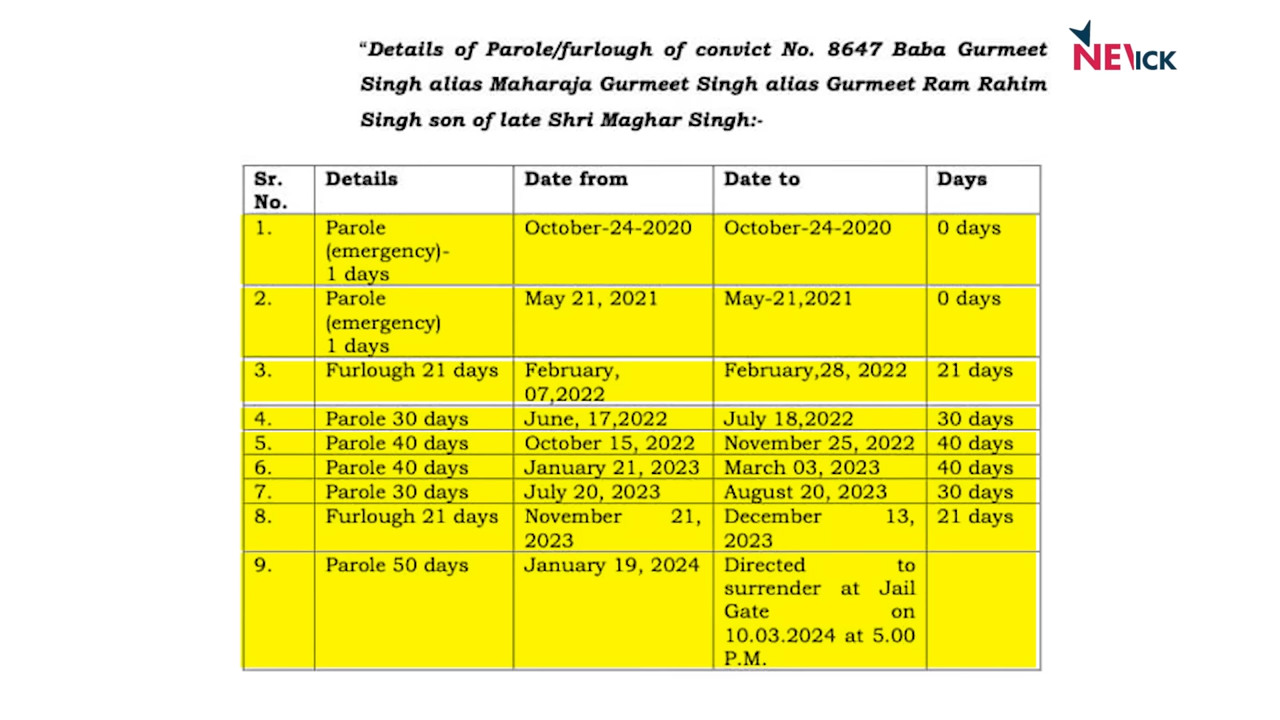 "Details of Parole/furlough of convict No. 8647 Baba Gurmeet
Singh alias Maharaja Gurmeet Singh alias Gurmeet Ram Rahim
Singh son of late Shri Maghar Singh:-
NEWICK
Sr. No. Details Date from Date to Days
1. Parole (emergency)- 1 days October-24-2020 October-24-2020 0 days
2. Parole (emergency) 1 days May 21, 2021 May-21,2021 0 days
3. Furlough 21 days February, 07,2022 February,28, 2022 21 days
4. Parole 30 days June, 17,2022 July 18,2022 30 days
5. Parole 40 days October 15, 2022 November 25, 2022 40 days
6. Parole 40 days January 21, 2023 March 03, 2023 40 days
7. Parole 30 days July 20, 2023 August 20, 2023 30 days
8. Furlough 21 days November 21, 2023 December 13, 2023 21 days
9. Parole 50 days January 19, 2024 Directed to surrender at Jail Gate on 10.03.2024 at 5.00 P.M.